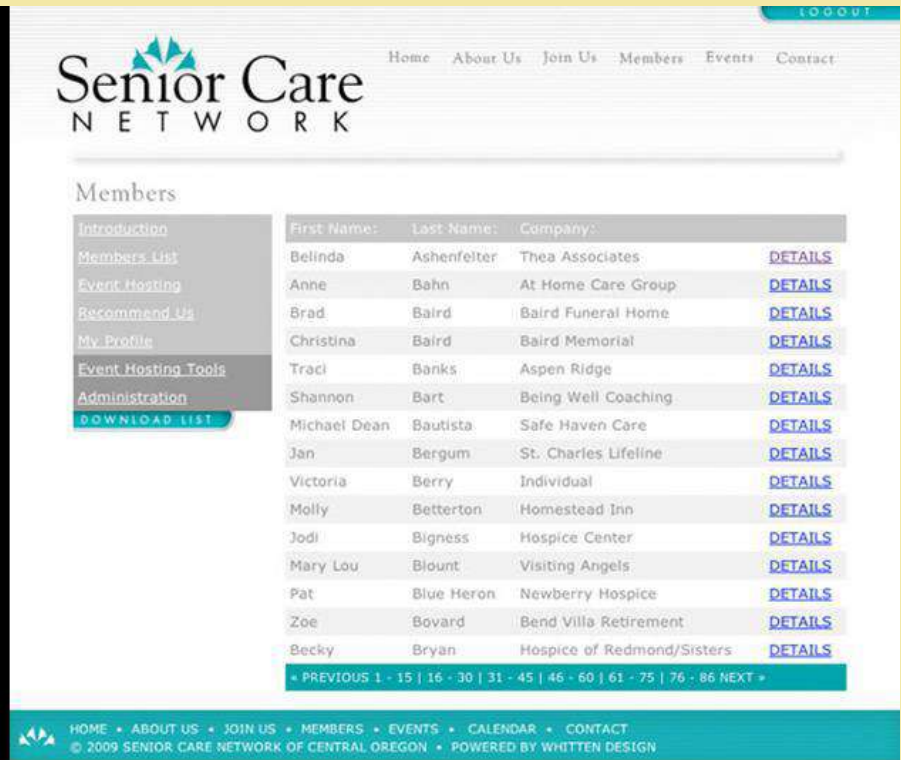 LOGOUT
Senior Care
NETWORK
Home About Us Join Us Members Events Contact
Members
Introduction
Members List
Event Hosting
Recommend Us
My Profile
Event Hosting Tools
Administration
DOWNLOAD LIST
First Name: Last Name: Company:
Belinda Ashenfelter Thea Associates DETAILS
Anne Bahn At Home Care Group DETAILS
Brad Baird Baird Funeral Home DETAILS
Christina Baird Baird Memorial DETAILS
Traci Banks Aspen Ridge DETAILS
Shannon Bart Being Well Coaching DETAILS
Michael Dean Bautista Safe Haven Care DETAILS
Jan Bergum St. Charles Lifeline DETAILS
Victoria Berry Individual DETAILS
Molly Betterton Homestead Inn DETAILS
Jodi Bigness Hospice Center DETAILS
Mary Lou Blount Visiting Angels DETAILS
Pat Blue Heron Newberry Hospice DETAILS
Zoe Bovard Bend Villa Retirement DETAILS
Becky Bryan Hospice of Redmond/Sisters DETAILS
« PREVIOUS 1 - 15 | 16 - 30 | 31 - 45 | 46 - 60 | 61 - 75 | 76 - 86 NEXT »
HOME • ABOUT US • JOIN US • MEMBERS • EVENTS • CALENDAR • CONTACT
© 2009 SENIOR CARE NETWORK OF CENTRAL OREGON • POWERED BY WHITTEN DESIGN